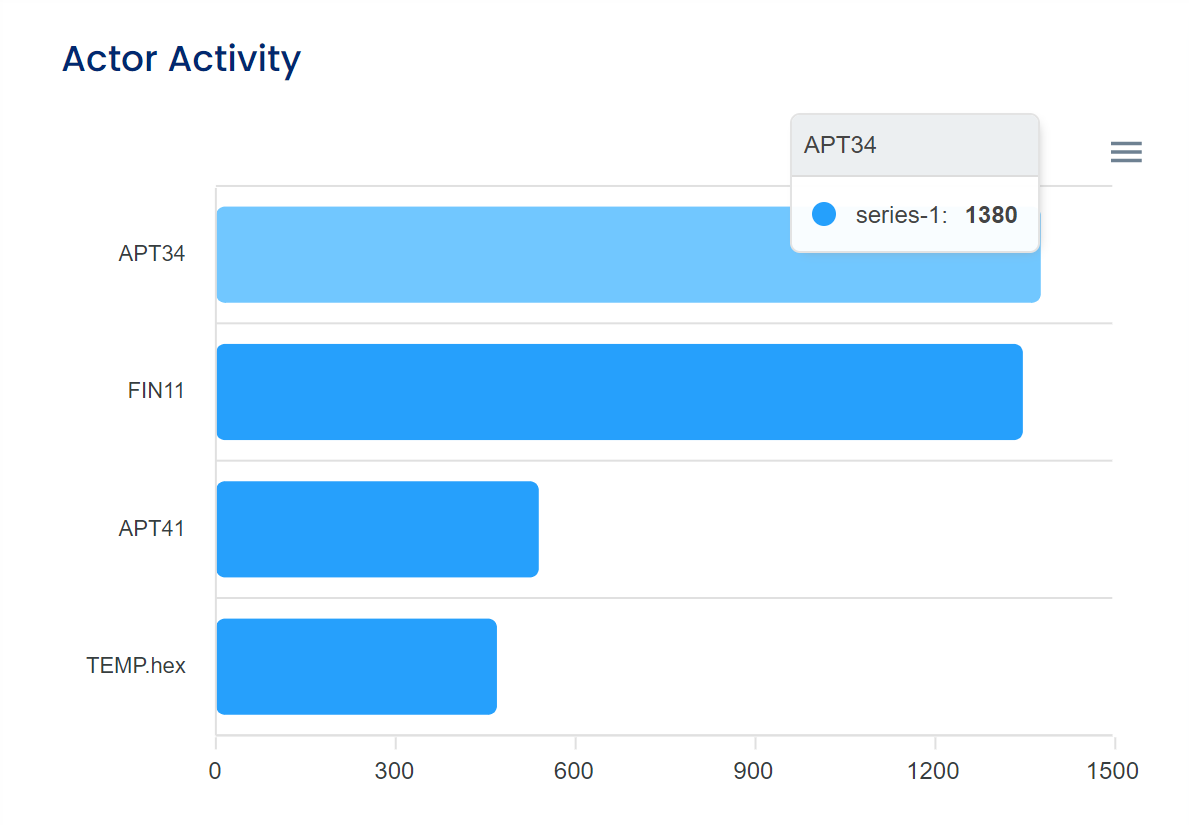 Actor Activity
APT34
series-1: 1380
APT34
FIN11
APT41
TEMP.hex
0 300 600 900 1200 1500